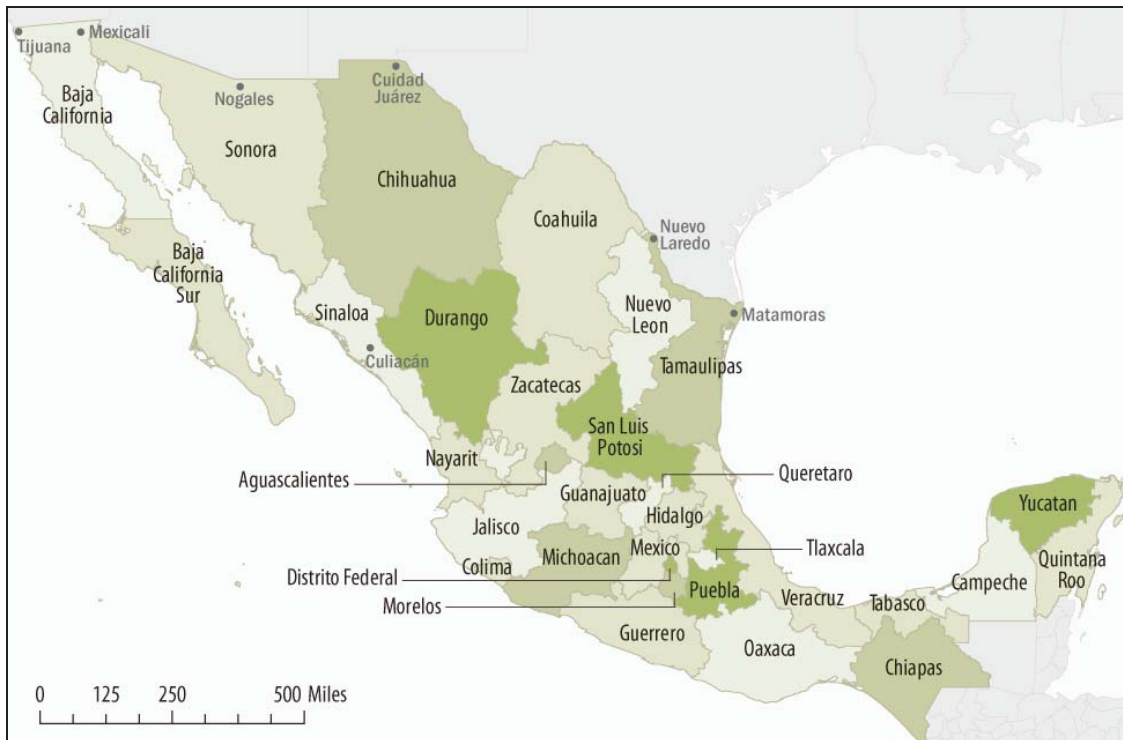 Tijuana
Mexicali
Baja
California
Nogales
Sonora
Cuidad
Juárez
Chihuahua
Coahuila
Baja
California
Sur
Nuevo
Laredo
Sinaloa
Durango
Nuevo
Leon
Matamoras
Culiacán
Tamaulipas
Zacatecas
San Luis
Potosi
Nayarit
Aguascalientes
Queretaro
Guanajuato
Yucatan
Jalisco
Hidalgo
Michoacan
Mexico
Tlaxcala
Colima
Distrito Federal
Quintana
Roo
Campeche
Puebla
Morelos
Veracruz
Tabasco
Guerrero
Oaxaca
Chiapas
0 125 250 500 Miles